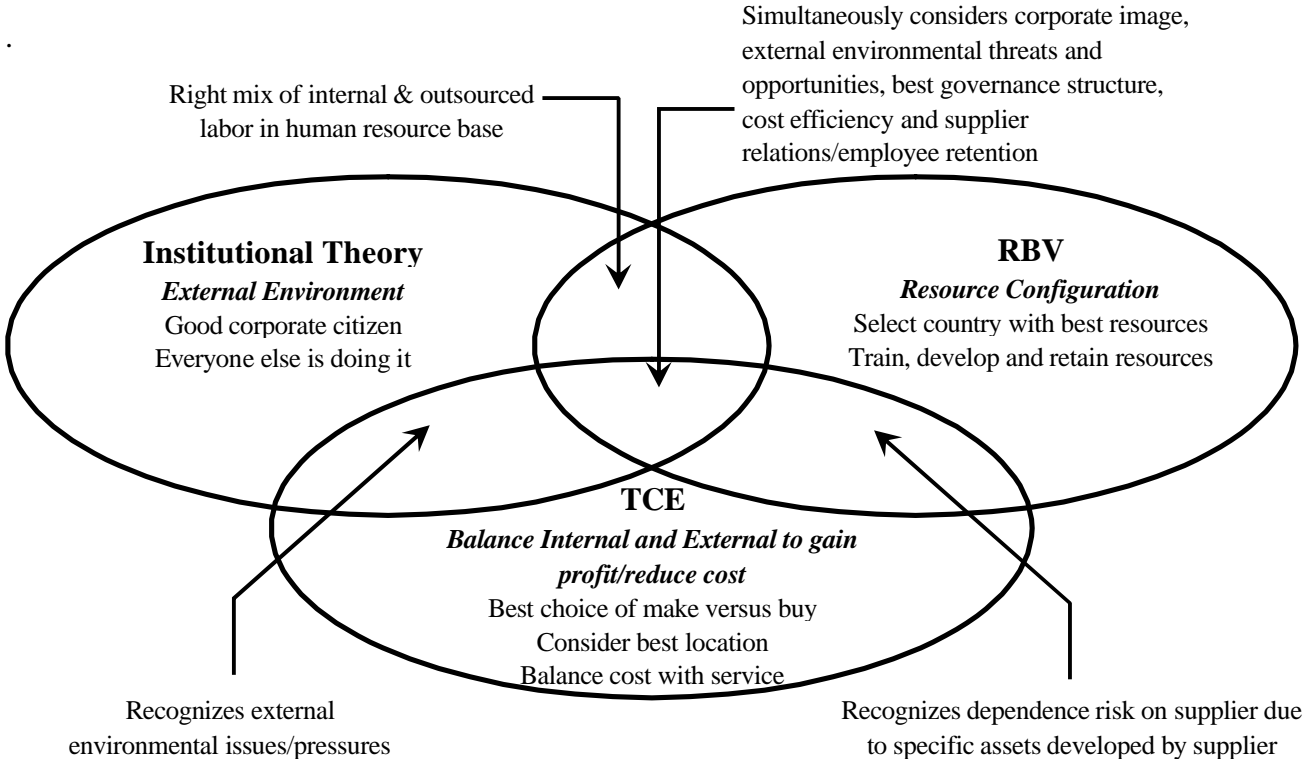 Simultaneously considers corporate image,
external environmental threats and
opportunities, best governance structure,
cost efficiency and supplier
relations/employee retention
.
Right mix of internal & outsourced
labor in human resource base
Institutional Theory
External Environment
Good corporate citizen
Everyone else is doing it
RBV
Resource Configuration
Select country with best resources
Train, develop and retain resources
TCE
Balance Internal and External to gain
profit/reduce cost
Best choice of make versus buy
Consider best location
Balance cost with service
Recognizes external
environmental issues/pressures
Recognizes dependence risk on supplier due
to specific assets developed by supplier